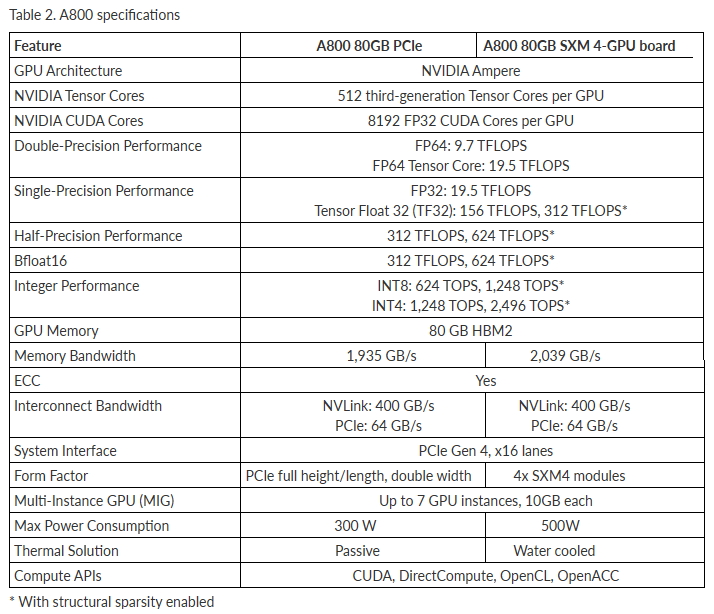 Table 2. A800 specifications
Feature A800 80GB PCIe A800 80GB SXM 4-GPU board
GPU Architecture NVIDIA Ampere
NVIDIA Tensor Cores 512 third-generation Tensor Cores per GPU
NVIDIA CUDA Cores 8192 FP32 CUDA Cores per GPU
Double-Precision Performance FP64: 9.7 TFLOPS
FP64 Tensor Core: 19.5 TFLOPS
Single-Precision Performance FP32: 19.5 TFLOPS
Tensor Float 32 (TF32): 156 TFLOPS, 312 TFLOPS*
Half-Precision Performance 312 TFLOPS, 624 TFLOPS*
Bfloat16 312 TFLOPS, 624 TFLOPS*
Integer Performance INT8: 624 TOPS, 1,248 TOPS*
INT4: 1,248 TOPS, 2,496 TOPS*
GPU Memory 80 GB HBM2
Memory Bandwidth 1,935 GB/s 2,039 GB/s
ECC Yes
Interconnect Bandwidth NVLink: 400 GB/s NVLink: 400 GB/s
PCIe: 64 GB/s PCIe: 64 GB/s
System Interface PCIe Gen 4, x16 lanes
Form Factor PCIe full height/length, double width 4x SXM4 modules
Multi-Instance GPU (MIG) Up to 7 GPU instances, 10GB each
Max Power Consumption 300 W 500W
Thermal Solution Passive Water cooled
Compute APIs CUDA, DirectCompute, OpenCL, OpenACC
* With structural sparsity enabled